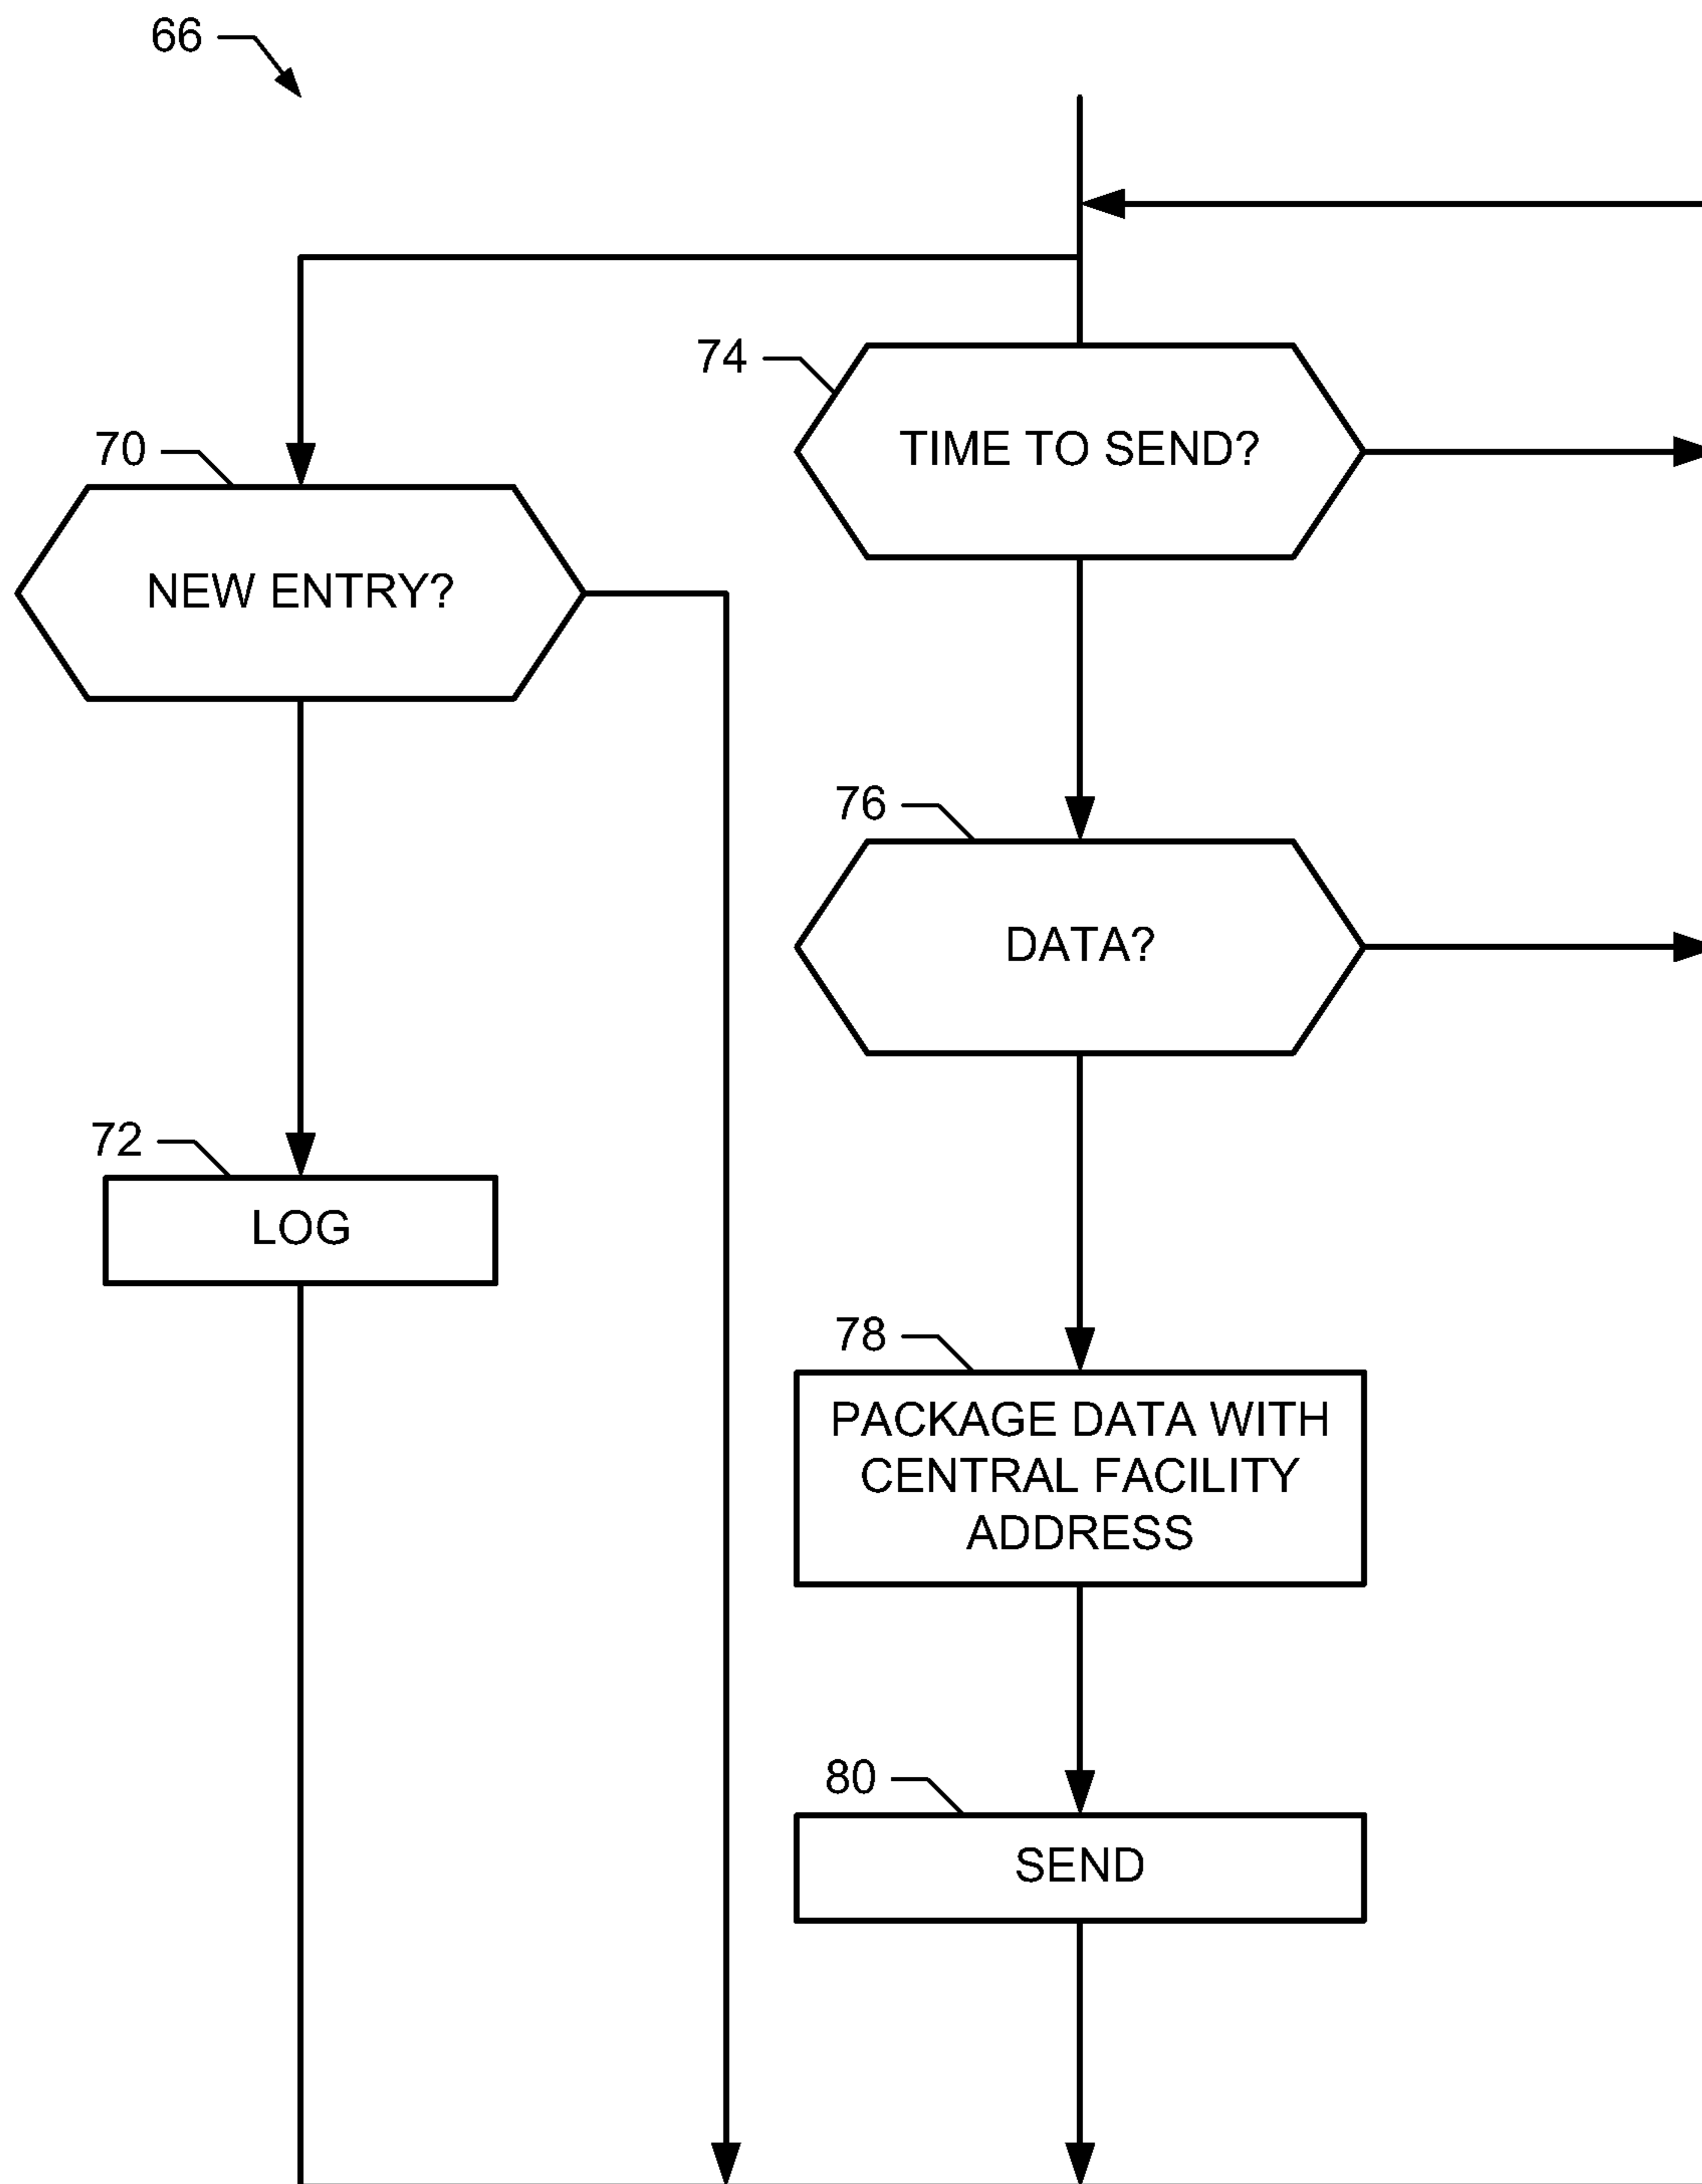 66
74
TIME TO SEND?
70
NEW ENTRY?
76
DATA?
72
LOG
78
PACKAGE DATA WITH
CENTRAL FACILITY
ADDRESS
80
SEND